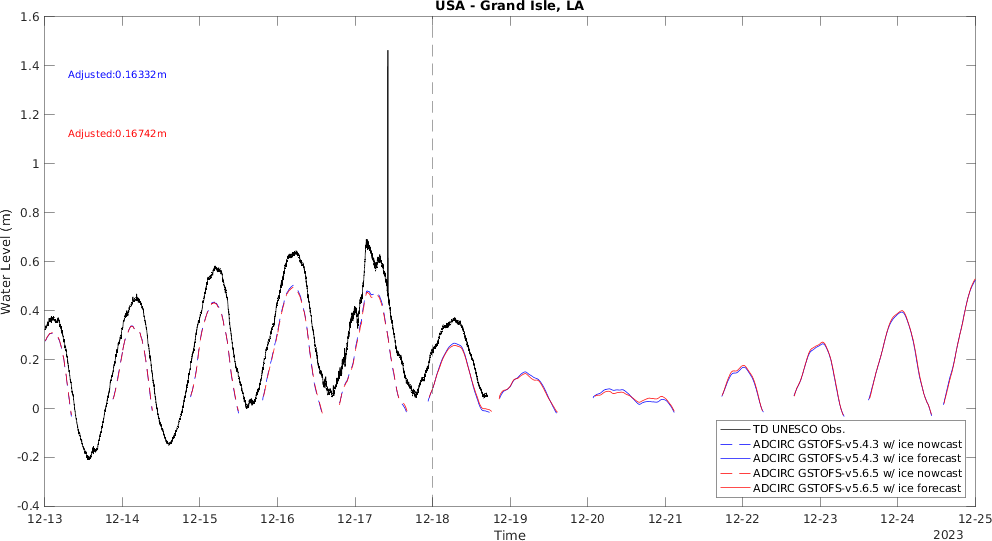 USA - Grand Isle, LA
1.6
1.4
1.2
1
0.8
0.6
0.4
0.2
0
-0.2
-0.4
Water Level (m)
Adjusted:0.16332m
Adjusted:0.16742m
TD UNESCO Obs.
ADCIRC GSTOFS-v5.4.3 w/ ice nowcast
ADCIRC GSTOFS-v5.4.3 w/ ice forecast
ADCIRC GSTOFS-v5.6.5 w/ ice nowcast
ADCIRC GSTOFS-v5.6.5 w/ ice forecast
12-13 12-14 12-15 12-16 12-17 12-18 12-19 12-20 12-21 12-22 12-23 12-24 12-25
Time
2023